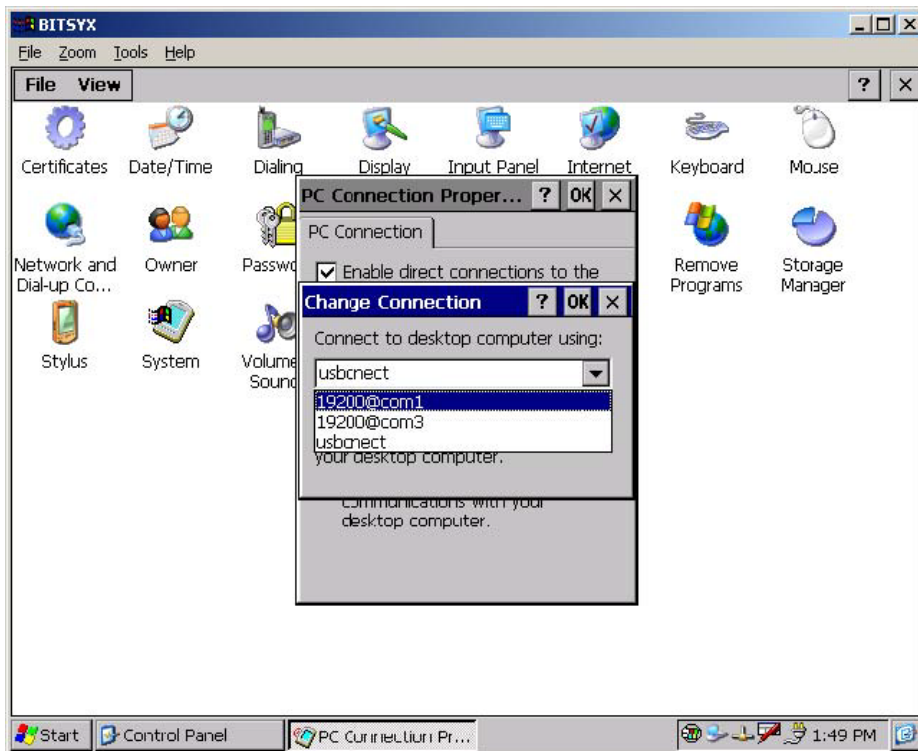 BITSYX
File Zoom Tools Help
File View ?
Certificates Date/Time Dialing Display Input Panel Internet Keyboard Mouse
PC Connection Proper... ? OK
PC Connection
Network and
Dial-up Co...
Owner
Passwo
Enable direct connections to the
Remove
Programs
Storage
Manager
Change Connection ? OK
Connect to desktop computer using:
usbcnect
19200@com1
19200@com3
usbcnect
your desktop computer.
Stylus System
Volume
Sound
communications with your
desktop computer.
Start Control Panel PC Connection Pr... 1:49 PM